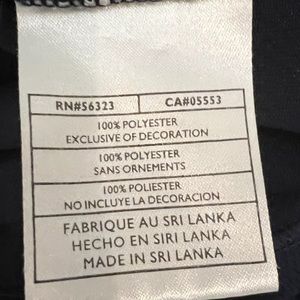 RN#56323 CA#05553
100% POLYESTER
EXCLUSIVE OF DECORATION
100% POLYESTER
SANS ORNEMENTS
100% POLIESTER
NO INCLUYE LA DECORACION
FABRIQUE AU SRI LANKA
HECHO EN SIRI LANKA
MADE IN SRI LANKA